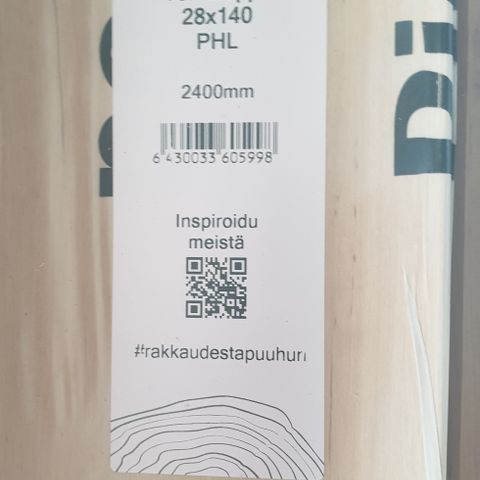 28x140
PHL
2400mm
6 430033 605998
Inspiroidu
meistä
#rakkaudestapuuhun